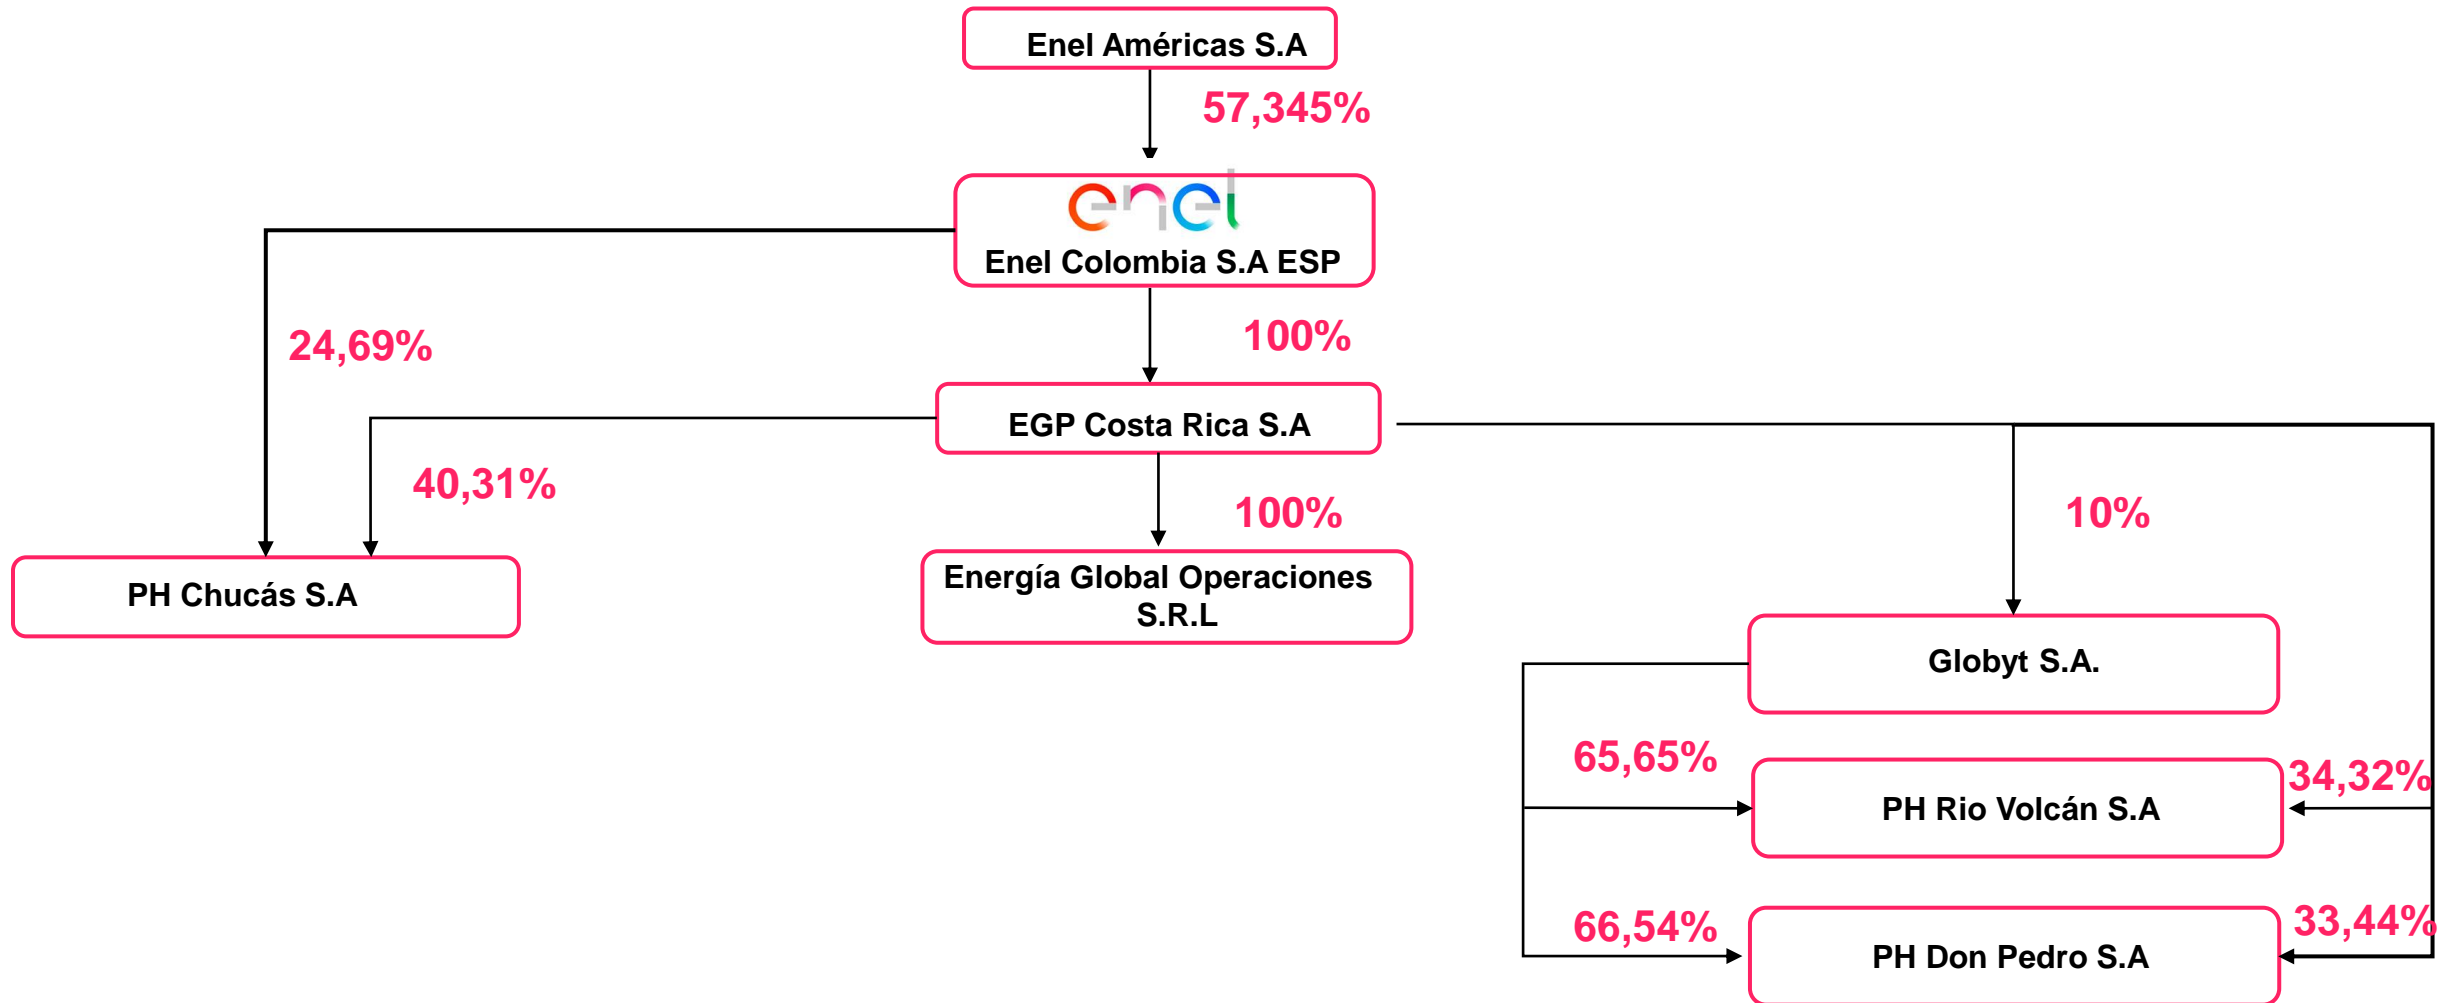 Enel Américas S.A
57,345%
enel
Enel Colombia S.A ESP
24,69%
100%
EGP Costa Rica S.A
40,31%
100%
10%
PH Chucás S.A
Energía Global Operaciones
S.R.L
Globyt S.A.
65,65%
34,32%
PH Rio Volcán S.A
66,54%
33,44%
PH Don Pedro S.A